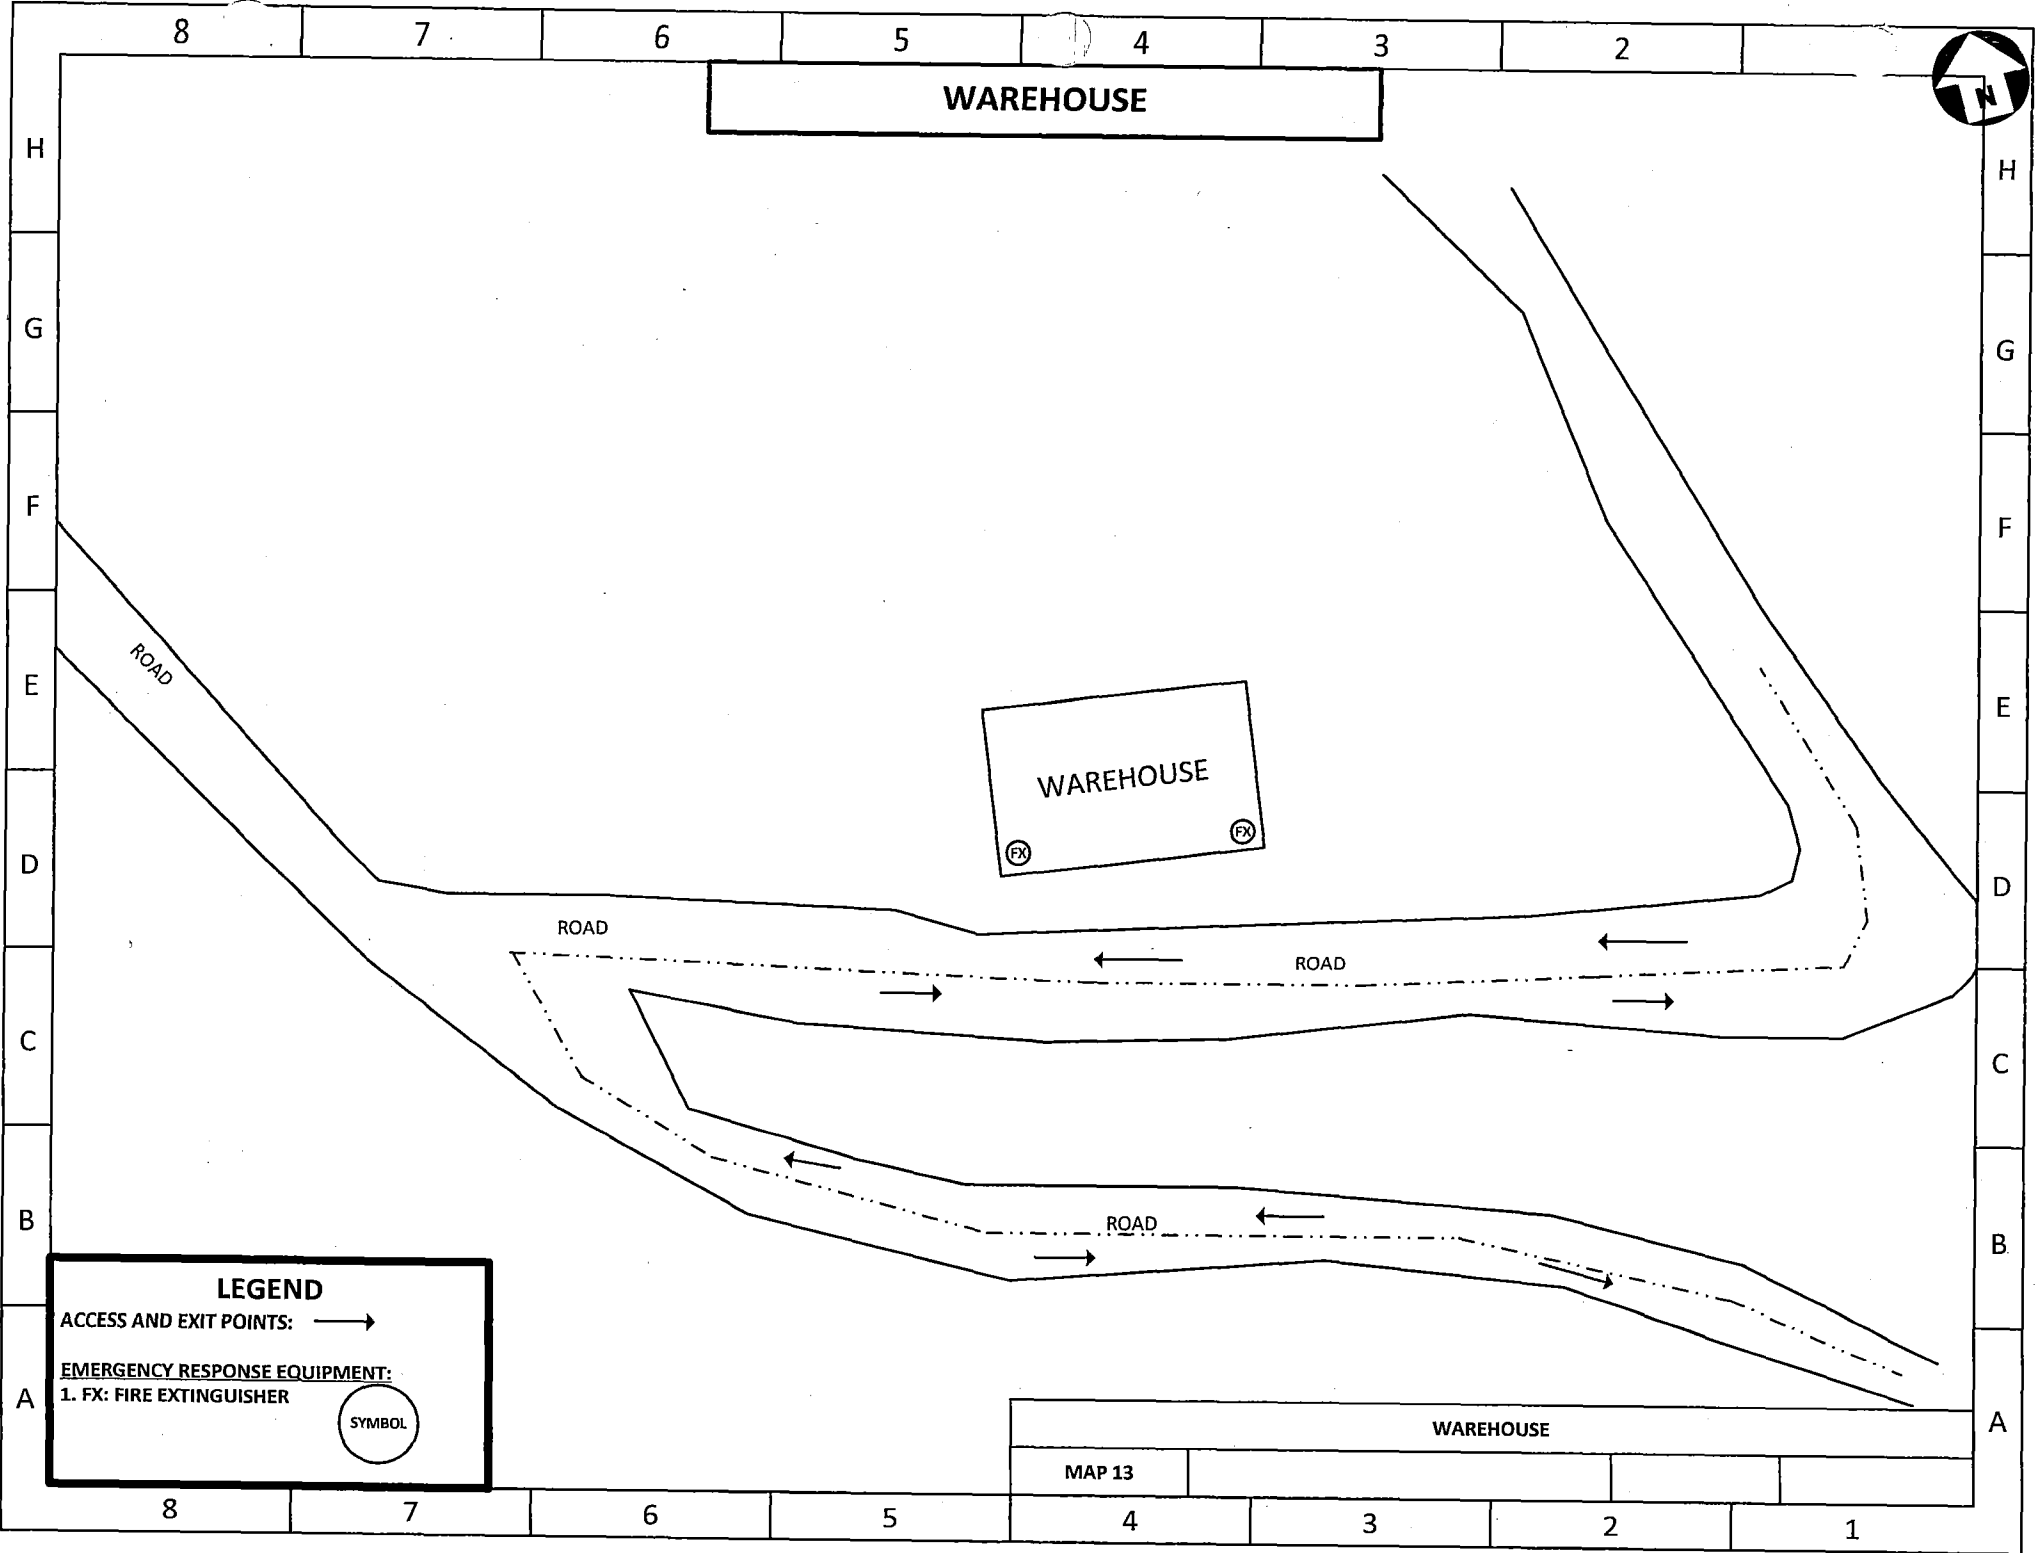 8 7 6 5 4 3 2
WAREHOUSE
N
H H
G G
F F
ROAD
E E
WAREHOUSE
FX FX
D D
ROAD
ROAD
C C
ROAD
B B
LEGEND
ACCESS AND EXIT POINTS:
EMERGENCY RESPONSE EQUIPMENT:
1. FX: FIRE EXTINGUISHER
SYMBOL
A A
WAREHOUSE
MAP 13
8 7 6 5 4 3 2 1